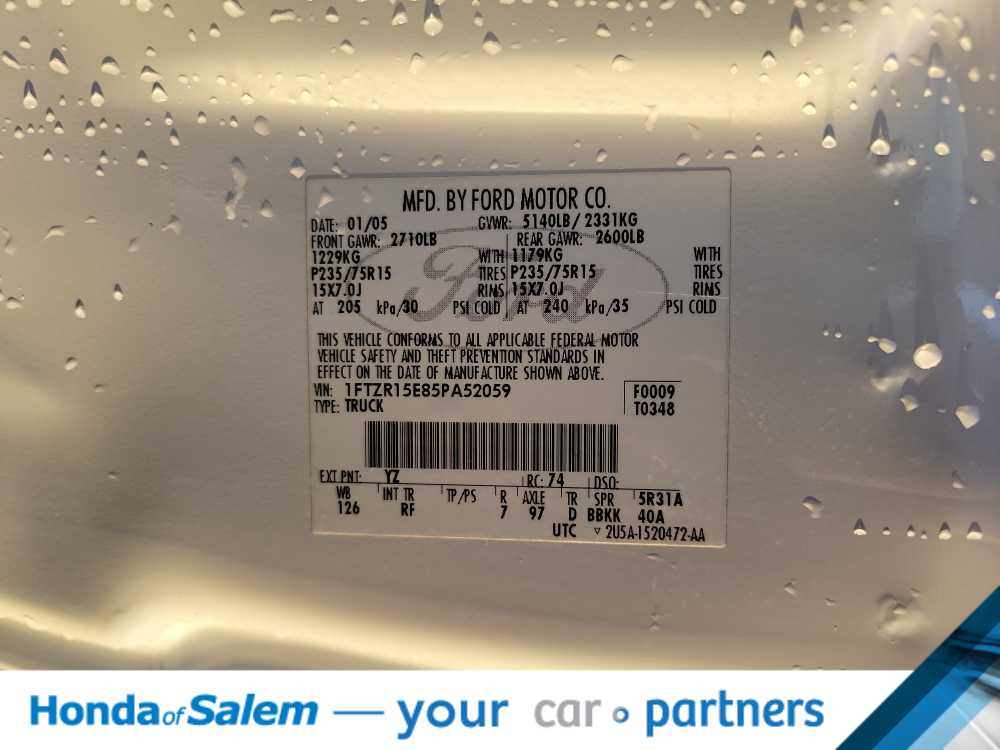 MFD. BY FORD MOTOR CO.
DATE: 01/05 GVWR: 5140LB/ 2331KG
FRONT GAWR: 2710LB REAR GAWR: 2600LB
1229KG WITH 1179KG WITH
P235/75R15 TIRES P235/75R15 TIRES
15X7.0J RIMS 15X7.0J RIMS
AT 205 kPa/30 PSI COLD AT 240 kPa/35 PSI COLD
Ford
THIS VEHICLE CONFORMS TO ALL APPLICABLE FEDERAL MOTOR
VEHICLE SAFETY AND THEFT PREVENTION STANDARDS IN
EFFECT ON THE DATE OF MANUFACTURE SHOWN ABOVE.
VIN: 1FTZR15E85PA52059 F0009
TYPE: TRUCK T0348
EXT PNT: YZ RC: 74 DSO:
WB INT TR TP/PS R AXLE TR SPR 5R31A
126 RF 7 97 D BBKK 40A
UTC ▽ 2U5A-1520472-AA
Honda of Salem — your car partners